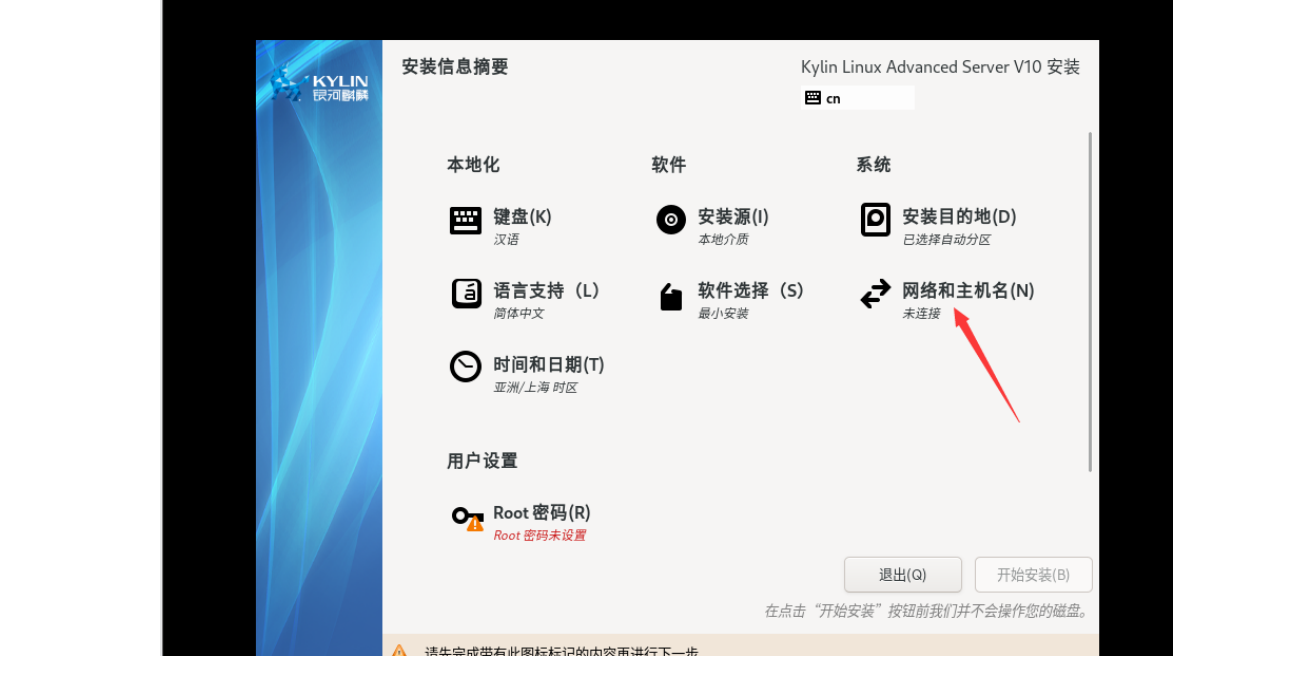 KYLIN
银河麒麟
安装信息摘要
Kylin Linux Advanced Server V10 安装
cn
本地化
软件
系统
键盘(K)
汉语
安装源(I)
本地介质
安装目的地(D)
已选择自动分区
语言支持（L）
简体中文
软件选择（S）
最小安装
网络和主机名(N)
未连接
时间和日期(T)
亚洲/上海 时区
用户设置
Root 密码(R)
Root 密码未设置
退出(Q)
开始安装(B)
在点击“开始安装”按钮前我们并不会操作您的磁盘。
请先完成带有此图标标记的内容再进行下一步